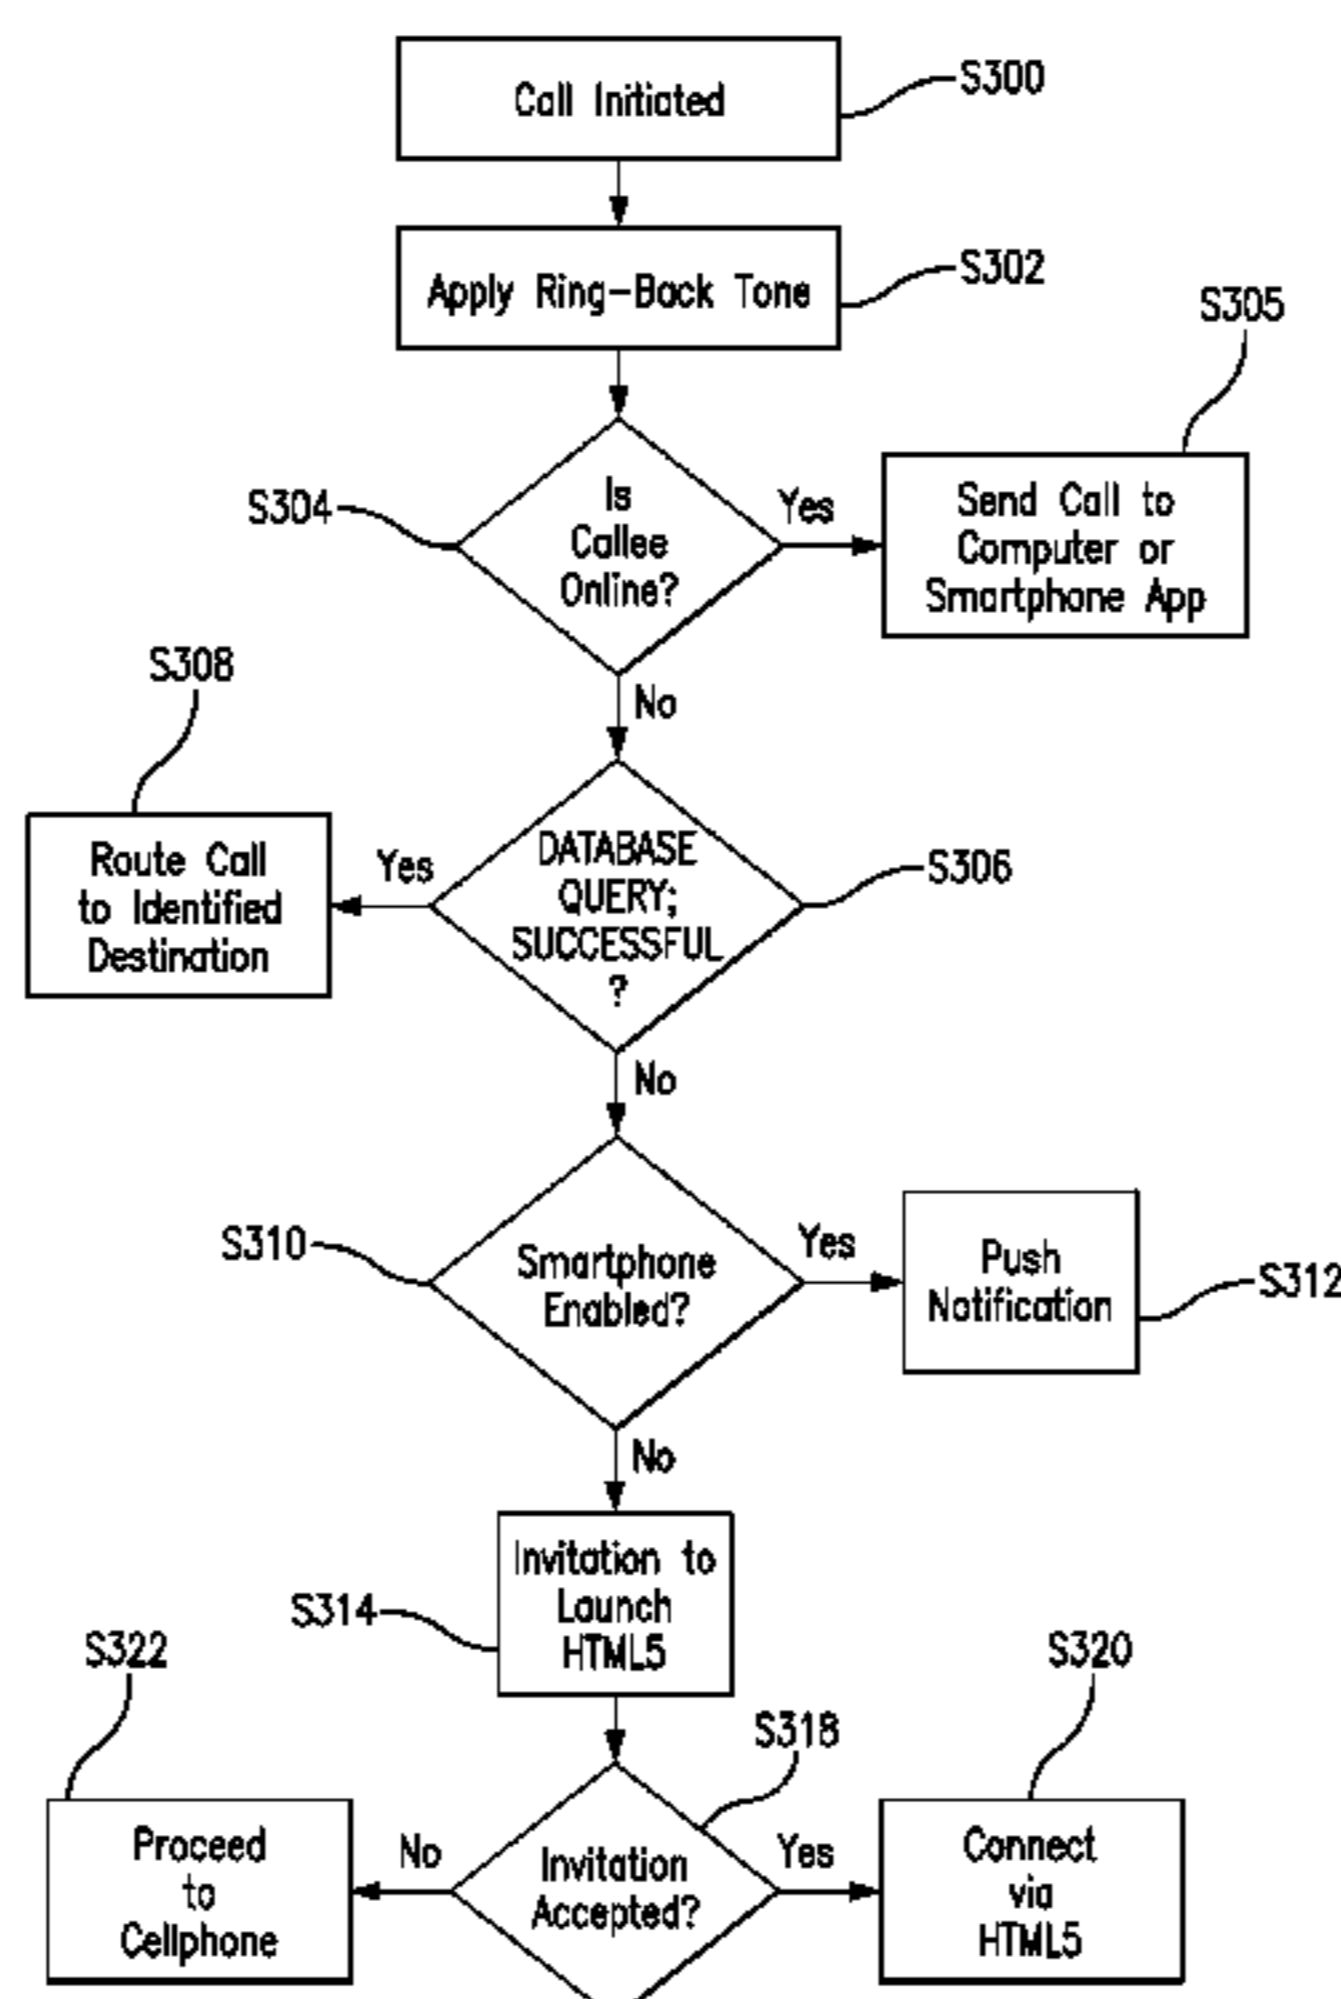 Call Initiated
S300
Apply Ring-Back Tone
S302
S305
S304
Is
Callee
Online?
Yes
Send Call to
Computer or
Smartphone App
No
S308
Route Call
to Identified
Destination
Yes
DATABASE
QUERY;
SUCCESSFUL
?
S306
No
S310
Smartphone
Enabled?
Yes
Push
Notification
S312
No
Invitation to
Launch
HTML5
S314
S322
S318
S320
Proceed
to
Cellphone
No
Invitation
Accepted?
Yes
Connect
via
HTML5